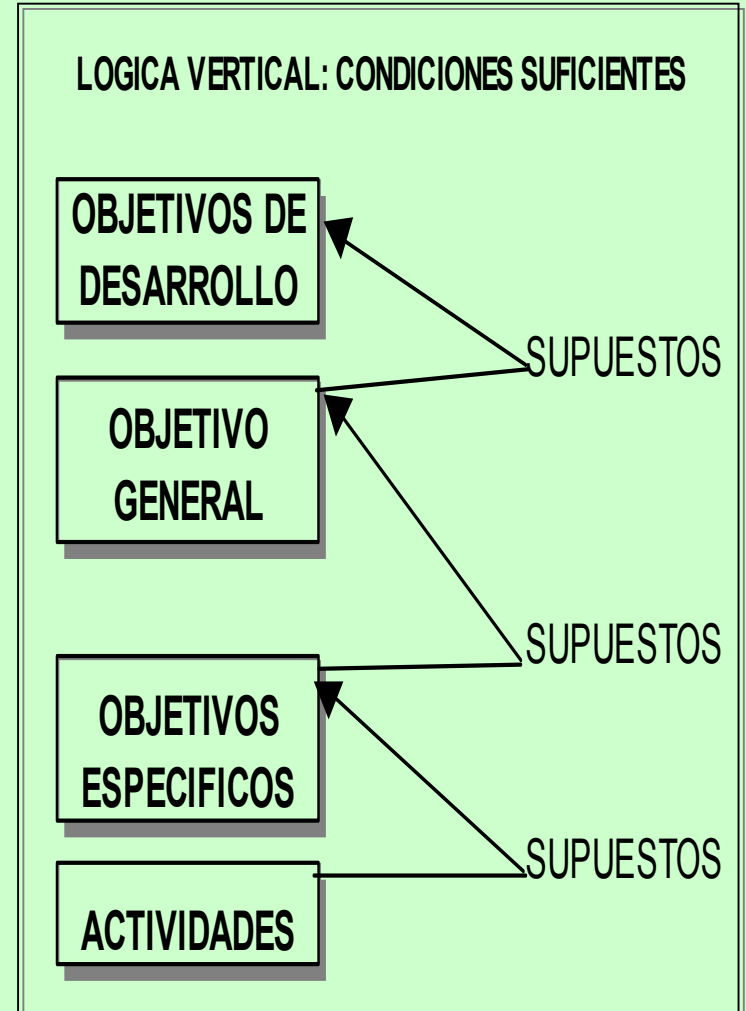 LOGICA VERTICAL: CONDICIONES SUFICIENTES
OBJETIVOS DE
DESARROLLO
SUPUESTOS
OBJETIVO
GENERAL
SUPUESTOS
OBJETIVOS
ESPECIFICOS
SUPUESTOS
ACTIVIDADES